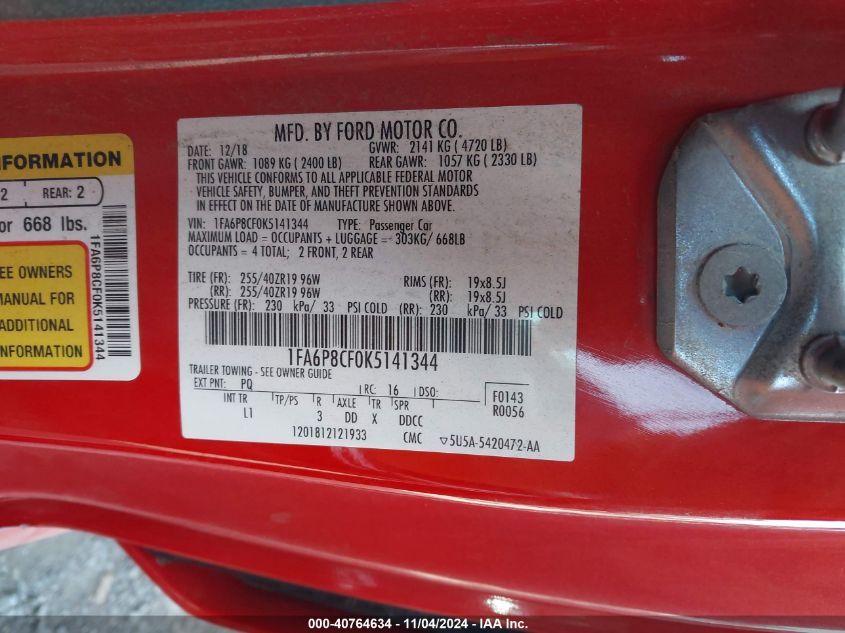 NFORMATION
2 REAR: 2
or 668 lbs.
EE OWNERS
MANUAL FOR
ADDITIONAL
NFORMATION
1FA6P8CF0K5141344
MFD. BY FORD MOTOR CO.
DATE: 12/18 GVWR: 2141 KG ( 4720 LB)
FRONT GAWR: 1089 KG ( 2400 LB) REAR GAWR: 1057 KG ( 2330 LB)
THIS VEHICLE CONFORMS TO ALL APPLICABLE FEDERAL MOTOR
VEHICLE SAFETY, BUMPER, AND THEFT PREVENTION STANDARDS
IN EFFECT ON THE DATE OF MANUFACTURE SHOWN ABOVE.
VIN: 1FA6P8CF0K5141344 TYPE: Passenger Car
MAXIMUM LOAD = OCCUPANTS + LUGGAGE = 303KG/ 668LB
OCCUPANTS = 4 TOTAL; 2 FRONT, 2 REAR
TIRE (FR): 255/40ZR19 96W RIMS (FR): 19x8.5J
(RR): 255/40ZR19 96W (RR): 19x8.5J
PRESSURE (FR): 230 kPa/ 33 PSI COLD (RR): 230 kPa/ 33 PSI COLD
1FA6P8CF0K5141344
TRAILER TOWING - SEE OWNER GUIDE
EXT PNT: PQ RC: 16 DSO: F0143
INT TR TP/PS R AXLE TR SPR R0056
L1 3 DD X DDCC
1201812121933 CMC ▽5U5A-5420472-AA
000-40764634 - 11/04/2024 - IAA Inc.